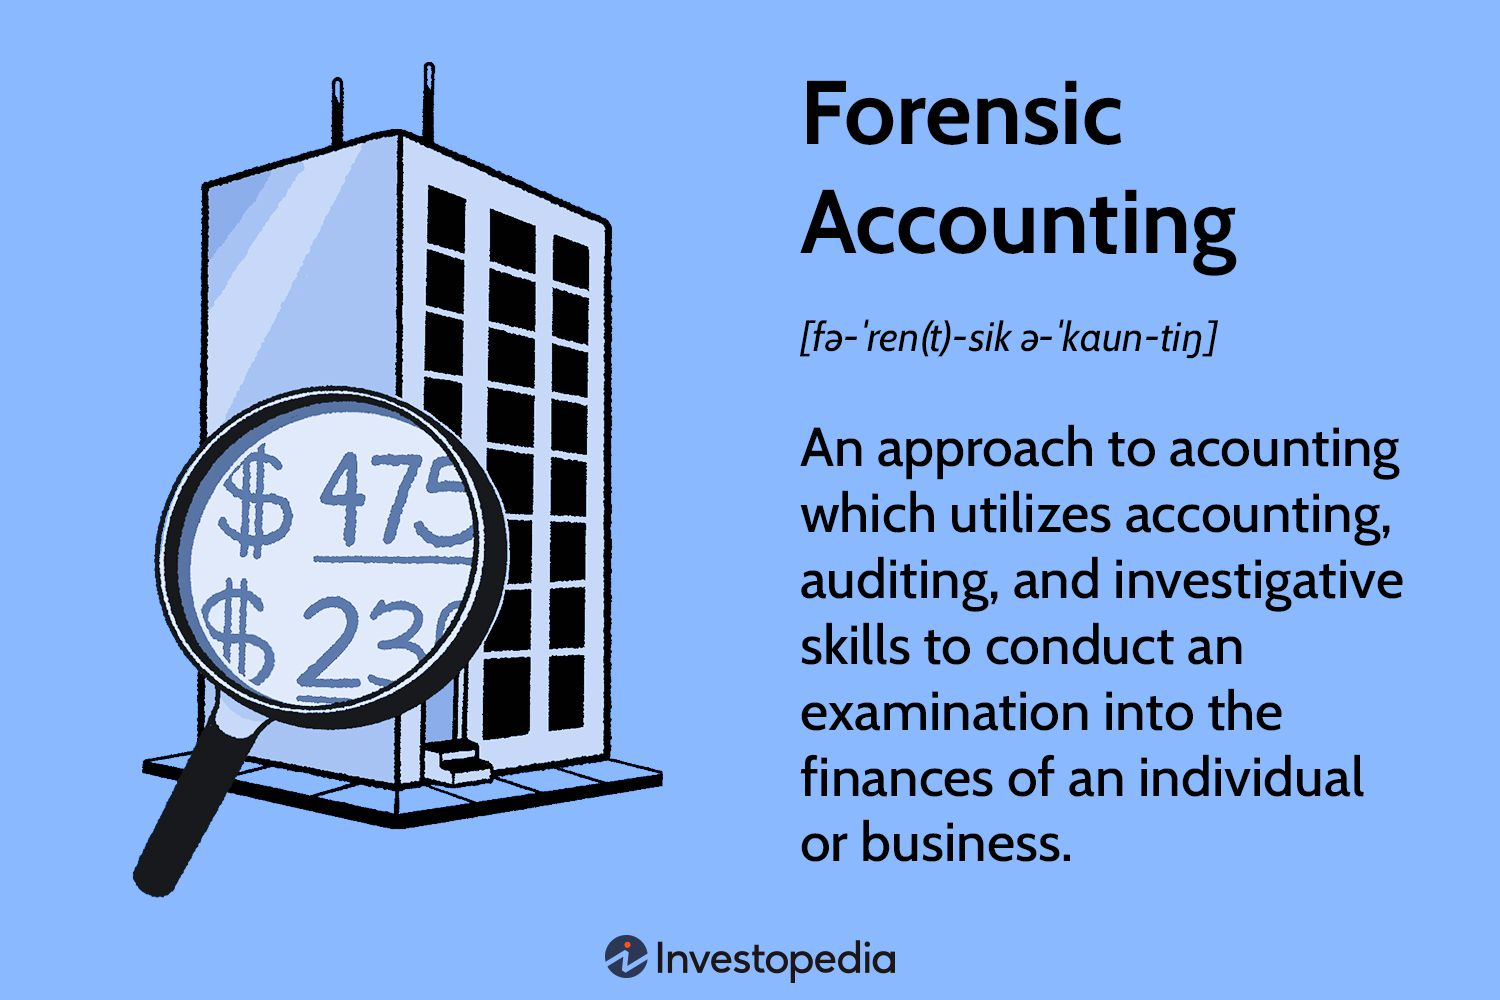 Forensic
Accounting
[fə-ˈren(t)-sik ə-ˈkau̇n-tiŋ]
An approach to acounting
which utilizes accounting,
auditing, and investigative
skills to conduct an
examination into the
finances of an individual
or business.
$ 475
$ 23
Investopedia